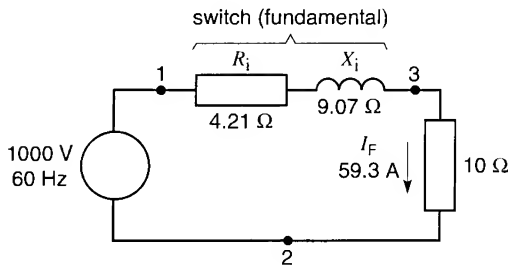 switch (fundamental)
R_i X_i
1 3
4.21 Ω 9.07 Ω
1000 V
60 Hz
I_F
59.3 A
10 Ω
2